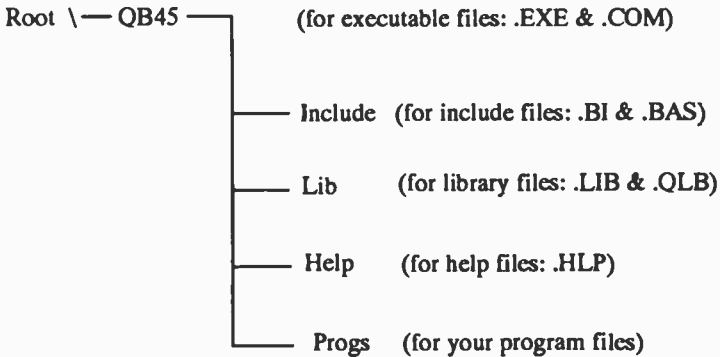 Root \— QB45 (for executable files: .EXE & .COM)
Include (for include files: .BI & .BAS)
Lib (for library files: .LIB & .QLB)
Help (for help files: .HLP)
Progs (for your program files)